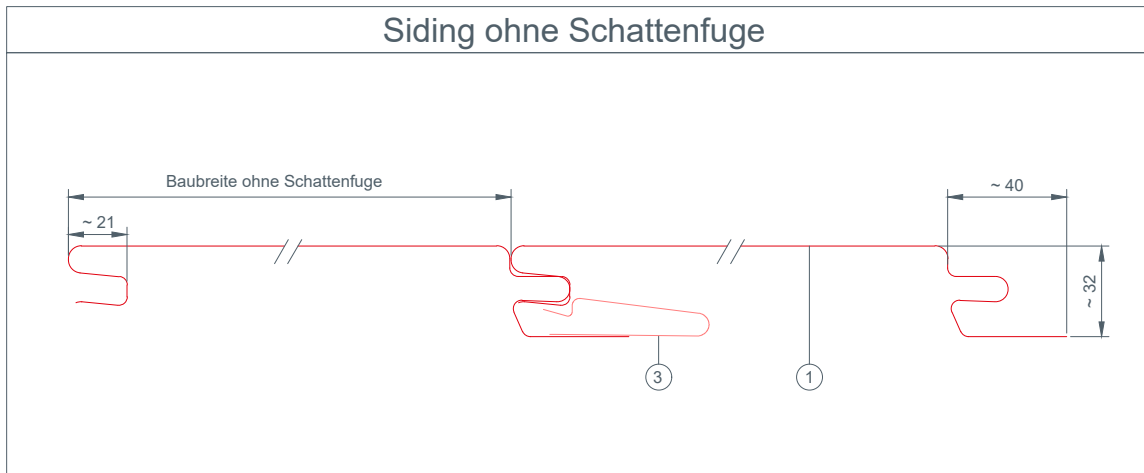 Siding ohne Schattenfuge
Baubreite ohne Schattenfuge
~ 21
~ 40
~ 32
3
1